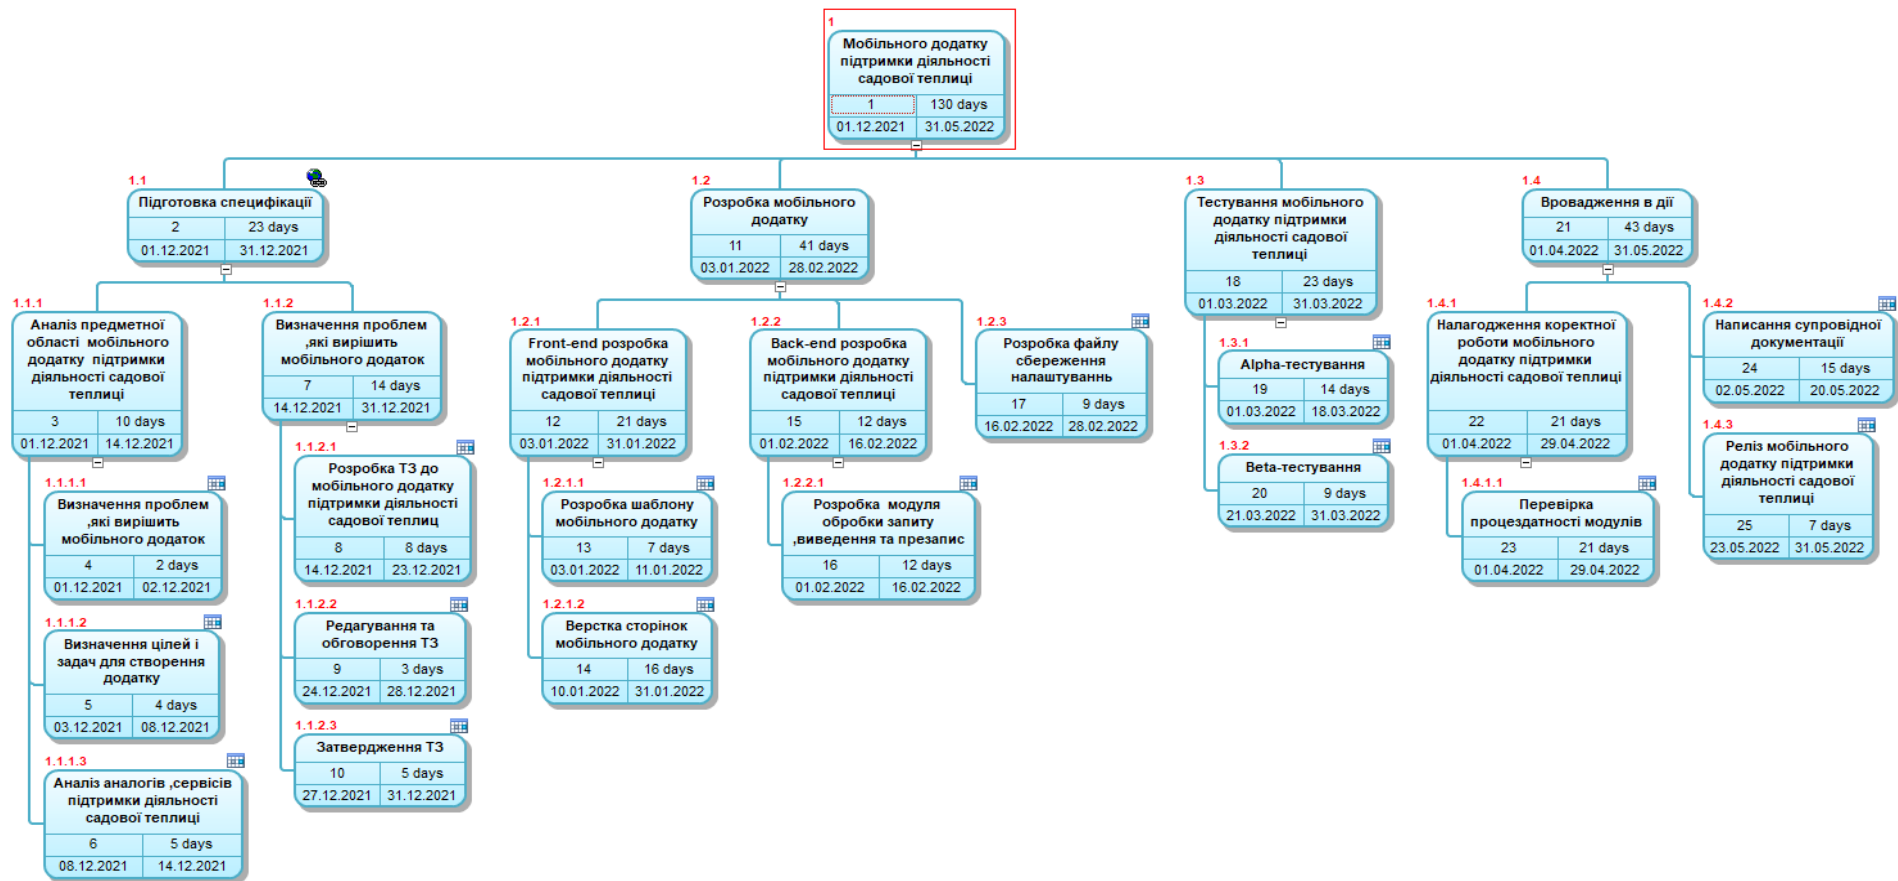 1
Мобільного додатку
підтримки діяльності
садової теплиці
1 130 days
01.12.2021 31.05.2022
1.1
Підготовка специфікації
2 23 days
01.12.2021 31.12.2021
1.1.1
Аналіз предметної
області мобільного
додатку підтримки
діяльності садової
теплиці
3 10 days
01.12.2021 14.12.2021
1.1.1.1
Визначення проблем
,які вирішить
мобільного додаток
4 2 days
01.12.2021 02.12.2021
1.1.1.2
Визначення цілей і
задач для створення
додатку
5 4 days
03.12.2021 08.12.2021
1.1.1.3
Аналіз аналогів ,сервісів
підтримки діяльності
садової теплиці
6 5 days
08.12.2021 14.12.2021
1.1.2
Визначення проблем
,які вирішить
мобільного додаток
7 14 days
14.12.2021 31.12.2021
1.1.2.1
Розробка ТЗ до
мобільного додатку
підтримки діяльності
садової теплиц
8 8 days
14.12.2021 23.12.2021
1.1.2.2
Редагування та
обговорення ТЗ
9 3 days
24.12.2021 28.12.2021
1.1.2.3
Затвердження ТЗ
10 5 days
27.12.2021 31.12.2021
1.2
Розробка мобільного
додатку
11 41 days
03.01.2022 28.02.2022
1.2.1
Front-end розробка
мобільного додатку
підтримки діяльності
садової теплиці
12 21 days
03.01.2022 31.01.2022
1.2.1.1
Розробка шаблону
мобільного додатку
13 7 days
03.01.2022 11.01.2022
1.2.1.2
Верстка сторінок
мобільного додатку
14 16 days
10.01.2022 31.01.2022
1.2.2
Back-end розробка
мобільного додатку
підтримки діяльності
садової теплиці
15 12 days
01.02.2022 16.02.2022
1.2.2.1
Розробка модуля
обробки запиту
,виведення та презапис
16 12 days
01.02.2022 16.02.2022
1.2.3
Розробка файлу
сбереження
налаштуваннь
17 9 days
16.02.2022 28.02.2022
1.3
Тестування мобільного
додатку підтримки
діяльності садової
теплиці
18 23 days
01.03.2022 31.03.2022
1.3.1
Alpha-тестування
19 14 days
01.03.2022 18.03.2022
1.3.2
Beta-тестування
20 9 days
21.03.2022 31.03.2022
1.4
Вровадження в дії
21 43 days
01.04.2022 31.05.2022
1.4.1
Налагодження коректної
роботи мобільного
додатку підтримки
діяльності садової теплиці
22 21 days
01.04.2022 29.04.2022
1.4.1.1
Перевірка
процездатності модулів
23 21 days
01.04.2022 29.04.2022
1.4.2
Написання супровідної
документації
24 15 days
02.05.2022 20.05.2022
1.4.3
Реліз мобільного
додатку підтримки
діяльності садової
теплиці
25 7 days
23.05.2022 31.05.2022